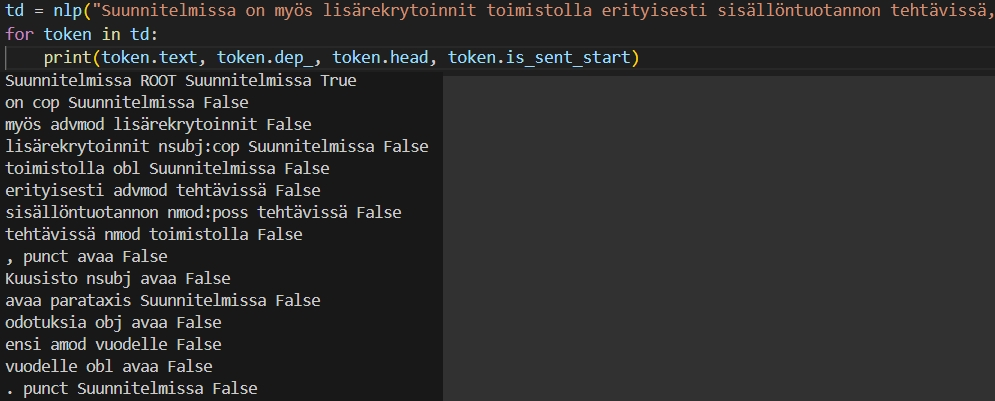 td = nlp("Suunnitelmissa on myös lisärekrytoinnit toimistolla erityisesti sisällöntuotannon tehtävissä,
for token in td:
    print(token.text, token.dep_, token.head, token.is_sent_start)
Suunnitelmissa ROOT Suunnitelmissa True
on cop Suunnitelmissa False
myös advmod lisärekrytoinnit False
lisärekrytoinnit nsubj:cop Suunnitelmissa False
toimistolla obl Suunnitelmissa False
erityisesti advmod tehtävissä False
sisällöntuotannon nmod:poss tehtävissä False
tehtävissä nmod toimistolla False
, punct avaa False
Kuusisto nsubj avaa False
avaa parataxis Suunnitelmissa False
odotuksia obj avaa False
ensi amod vuodelle False
vuodelle obl avaa False
. punct Suunnitelmissa False